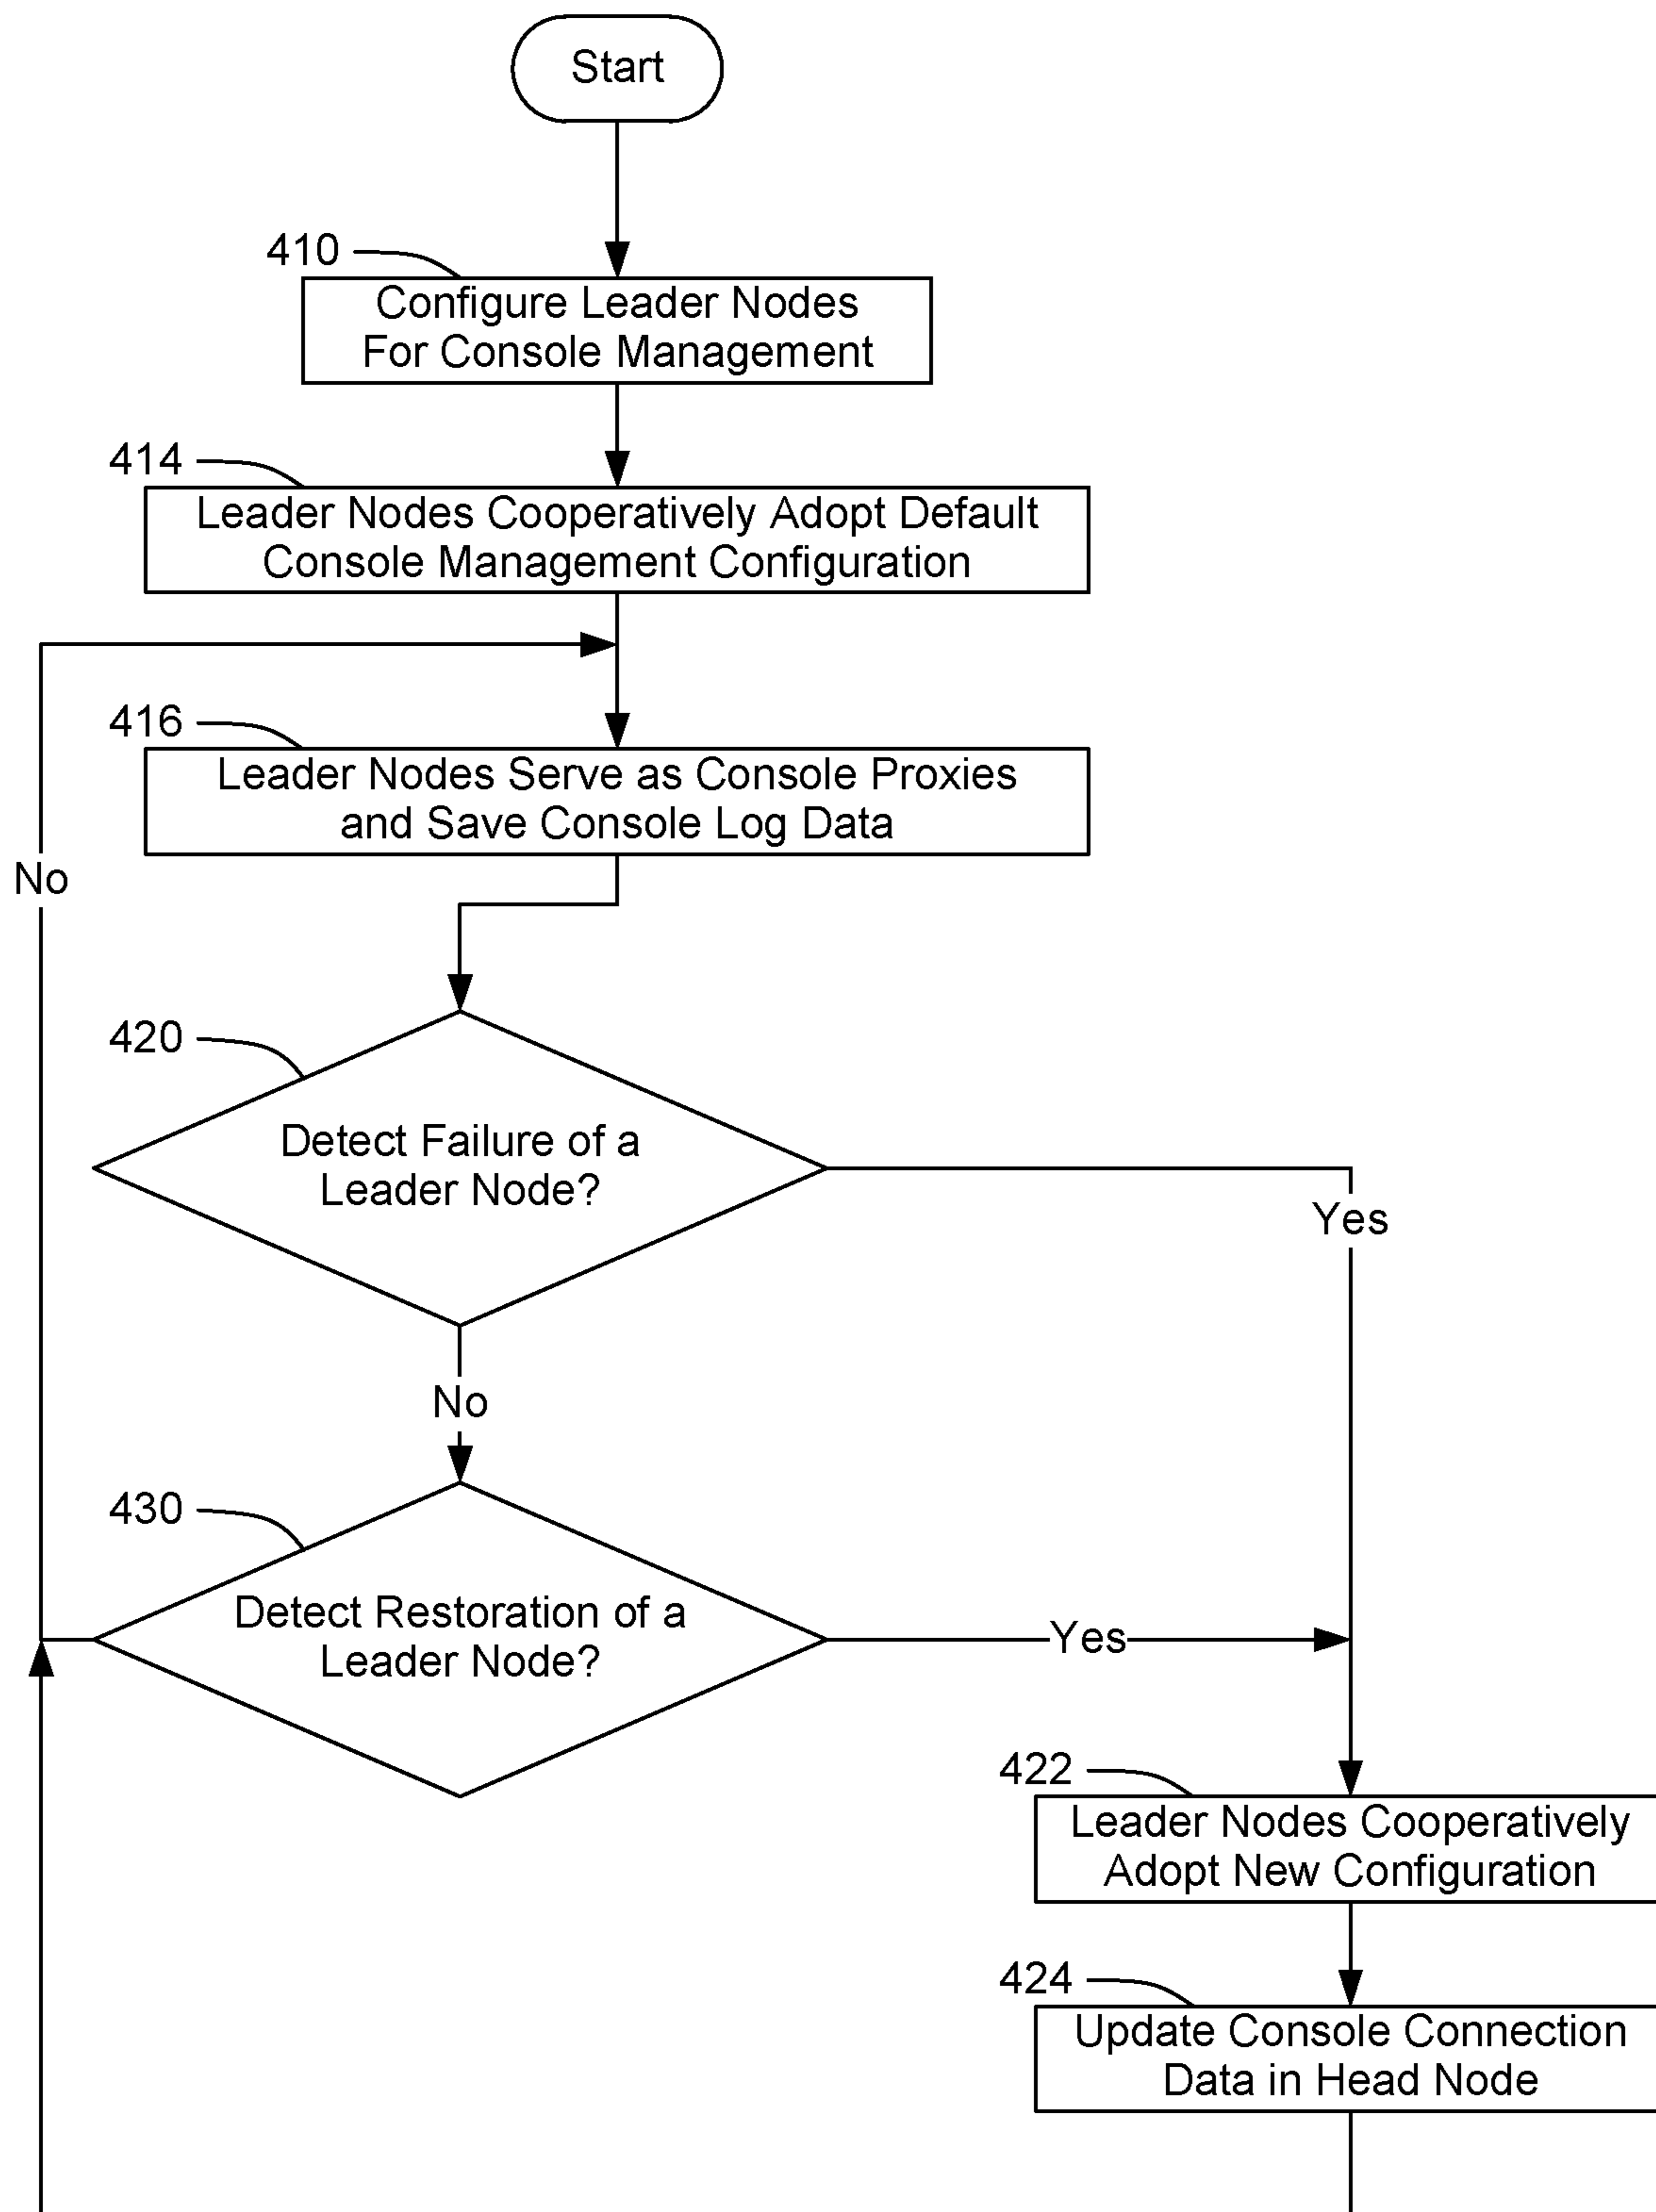 Start
410
Configure Leader Nodes
For Console Management
414
Leader Nodes Cooperatively Adopt Default
Console Management Configuration
416
Leader Nodes Serve as Console Proxies
and Save Console Log Data
No
420
Detect Failure of a
Leader Node?
Yes
No
430
Detect Restoration of a
Leader Node?
Yes
422
Leader Nodes Cooperatively
Adopt New Configuration
424
Update Console Connection
Data in Head Node